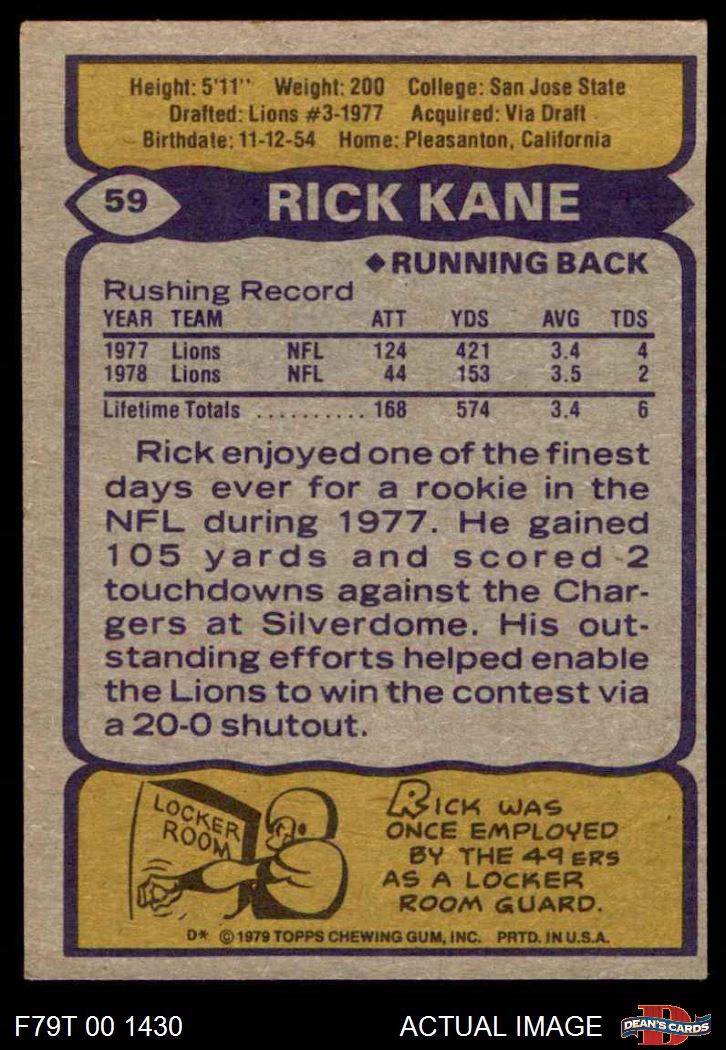 Height: 5'11" Weight: 200 College: San Jose State
Drafted: Lions #3-1977 Acquired: Via Draft
Birthdate: 11-12-54 Home: Pleasanton, California
59 RICK KANE
◆RUNNING BACK
Rushing Record
YEAR TEAM ATT YDS AVG TDS
1977 Lions NFL 124 421 3.4 4
1978 Lions NFL 44 153 3.5 2
Lifetime Totals .......... 168 574 3.4 6
Rick enjoyed one of the finest
days ever for a rookie in the
NFL during 1977. He gained
105 yards and scored 2
touchdowns against the Char-
gers at Silverdome. His out-
standing efforts helped enable
the Lions to win the contest via
a 20-0 shutout.
LOCKER
ROOM
RICK WAS
ONCE EMPLOYED
BY THE 49ERS
AS A LOCKER
ROOM GUARD.
D* © 1979 TOPPS CHEWING GUM, INC. PRTD. IN U.S.A.
F79T 00 1430 ACTUAL IMAGE
D
DEAN'S CARDS